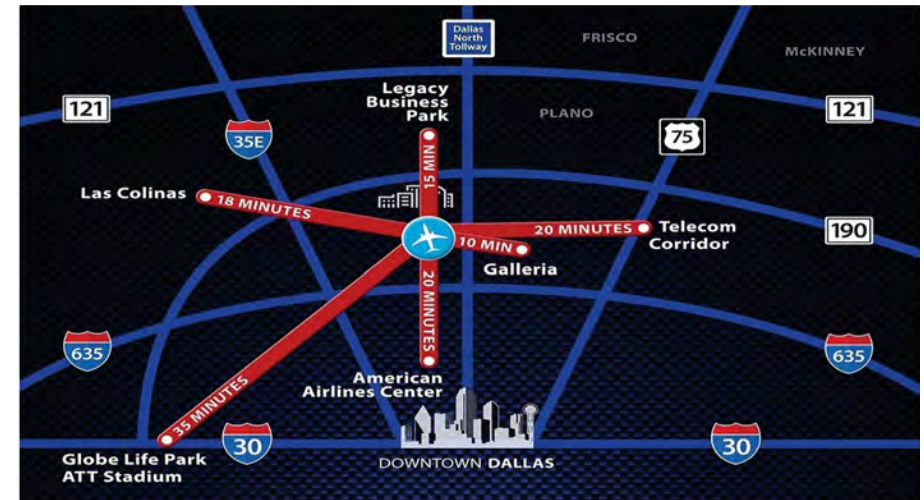 Dallas
North
Tollway
FRISCO
McKINNEY
Legacy
Business
Park
121
PLANO
121
35E
75
15 MIN
Las Colinas
18 MINUTES
20 MINUTES
Telecom
Corridor
190
10 MIN
Galleria
20 MINUTES
635
635
American
Airlines Center
35 MINUTES
30
30
Globe Life Park
ATT Stadium
DOWNTOWN DALLAS